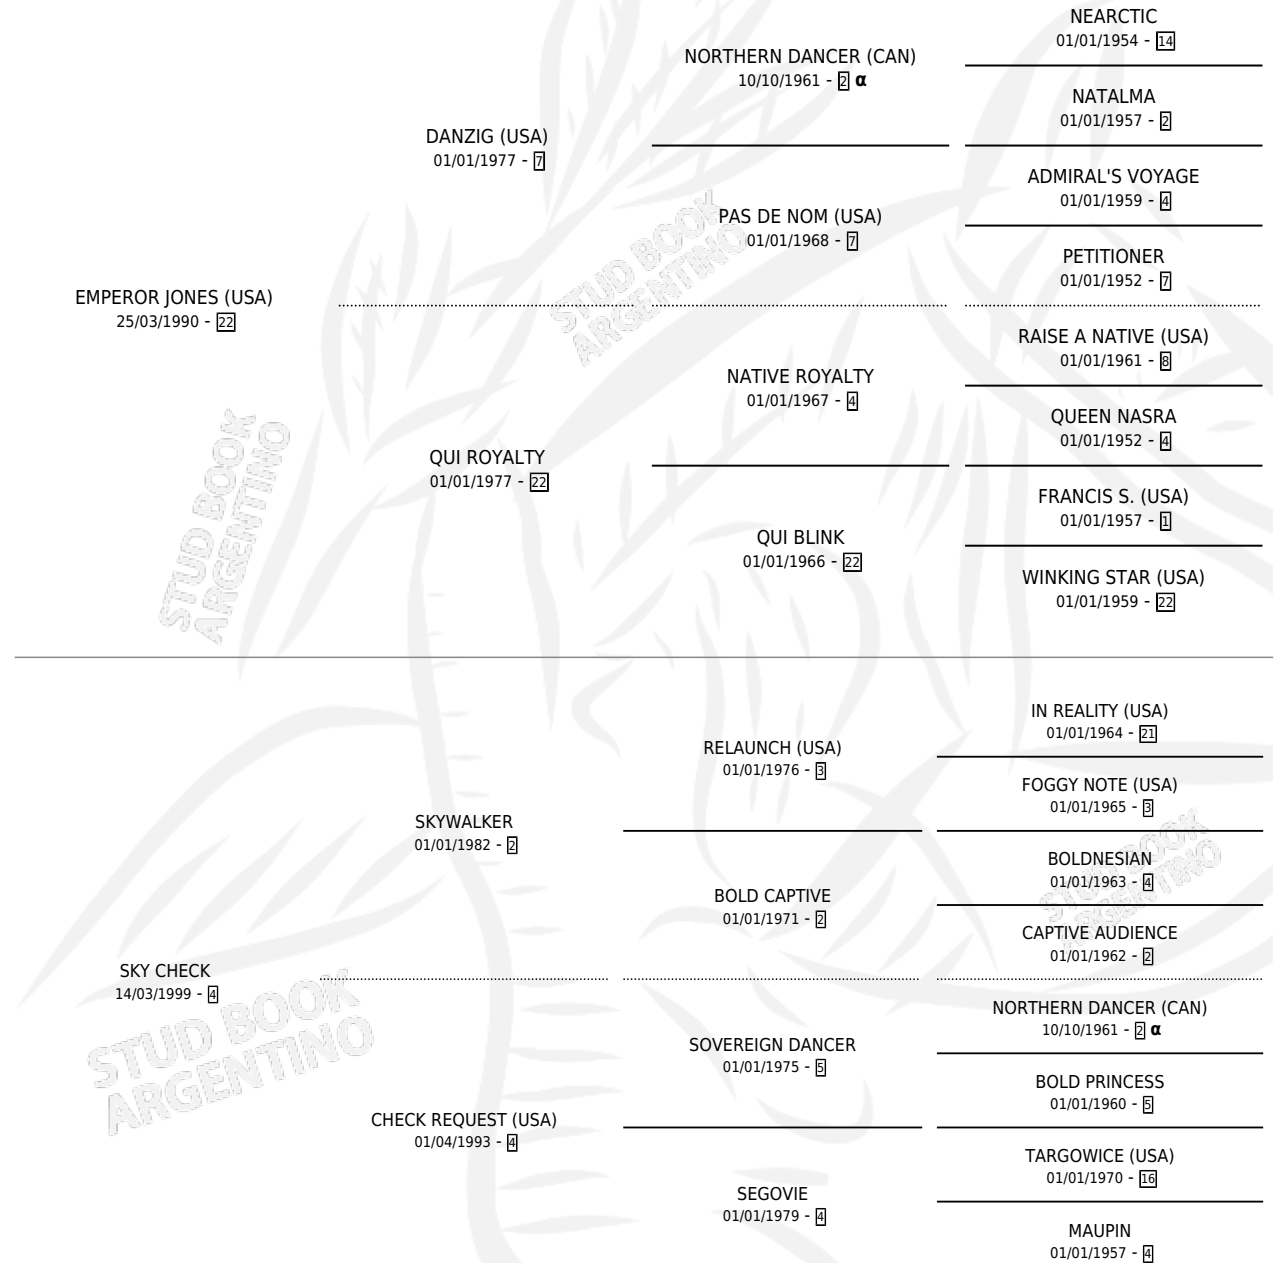 NEARCTIC
01/01/1954 - 14
NORTHERN DANCER (CAN)
10/10/1961 - 2 α
NATALMA
01/01/1957 - 2
DANZIG (USA)
01/01/1977 - 7
ADMIRAL'S VOYAGE
01/01/1959 - 4
PAS DE NOM (USA)
01/01/1968 - 7
PETITIONER
01/01/1952 - 7
EMPEROR JONES (USA)
25/03/1990 - 22
RAISE A NATIVE (USA)
01/01/1961 - 8
NATIVE ROYALTY
01/01/1967 - 4
QUEEN NASRA
01/01/1952 - 4
QUI ROYALTY
01/01/1977 - 22
FRANCIS S. (USA)
01/01/1957 - 1
QUI BLINK
01/01/1966 - 22
WINKING STAR (USA)
01/01/1959 - 22
IN REALITY (USA)
01/01/1964 - 21
RELAUNCH (USA)
01/01/1976 - 3
FOGGY NOTE (USA)
01/01/1965 - 3
SKYWALKER
01/01/1982 - 2
BOLDNESIAN
01/01/1963 - 4
BOLD CAPTIVE
01/01/1971 - 2
CAPTIVE AUDIENCE
01/01/1962 - 2
SKY CHECK
14/03/1999 - 4
NORTHERN DANCER (CAN)
10/10/1961 - 2 α
SOVEREIGN DANCER
01/01/1975 - 5
BOLD PRINCESS
01/01/1960 - 5
CHECK REQUEST (USA)
01/04/1993 - 4
TARGOWICE (USA)
01/01/1970 - 16
SEGOVIE
01/01/1979 - 4
MAUPIN
01/01/1957 - 4
STUD BOOK
ARGENTINO
STUD BOOK
ARGENTINO
STUD BOOK
ARGENTINO
STUD BOOK
ARGENTINO